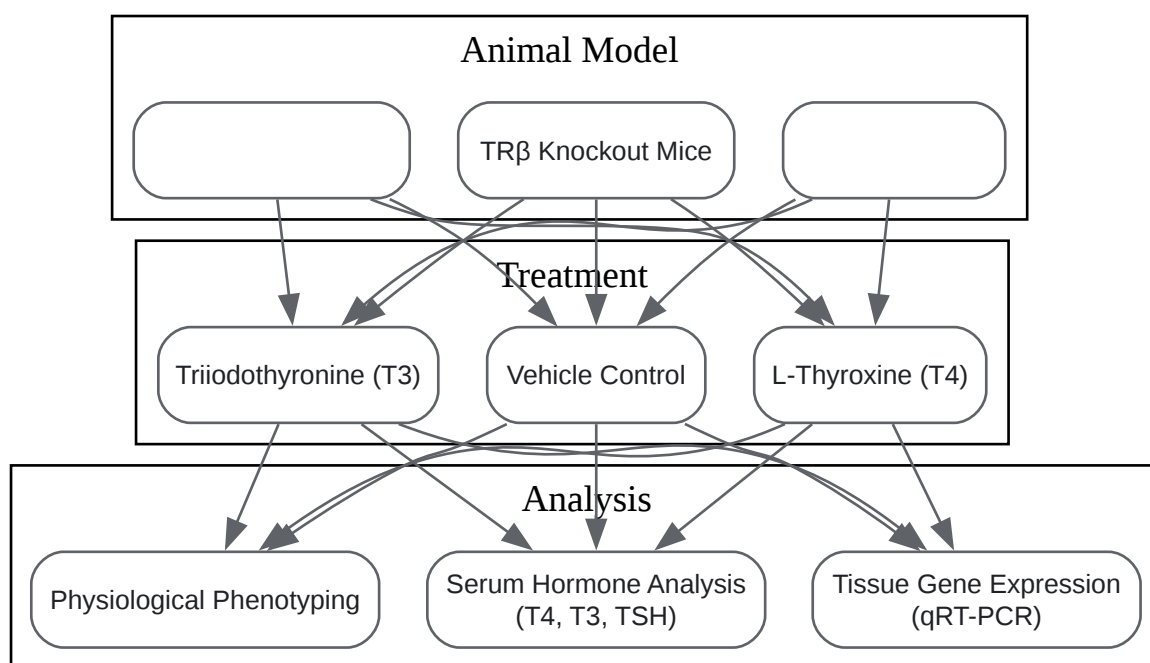 Animal Model
TRβ Knockout Mice
Treatment
Triiodothyronine (T3)
Vehicle Control
L-Thyroxine (T4)
Analysis
Physiological Phenotyping
Serum Hormone Analysis
(T4, T3, TSH)
Tissue Gene Expression
(qRT-PCR)